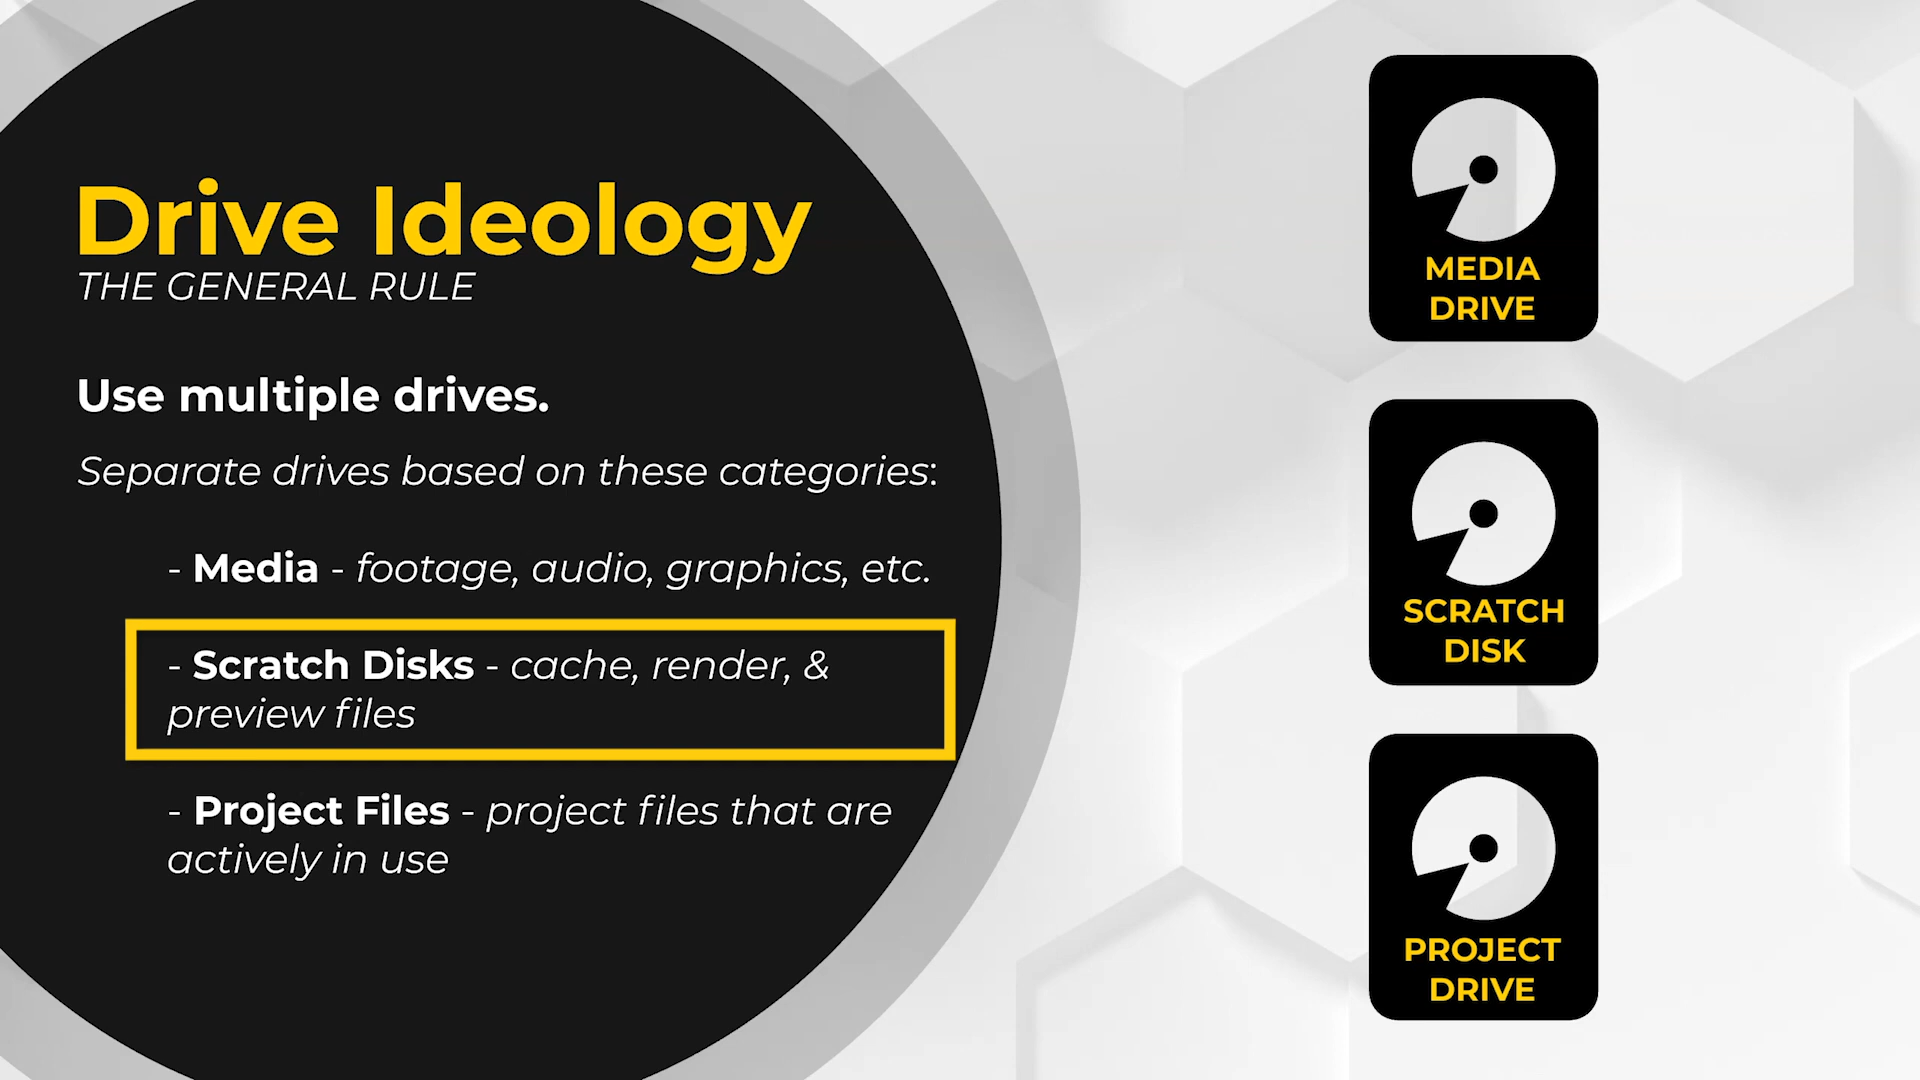 Drive Ideology
THE GENERAL RULE
Use multiple drives.
Separate drives based on these categories:
- Media - footage, audio, graphics, etc.
- Scratch Disks - cache, render, &
preview files
- Project Files - project files that are
actively in use
MEDIA
DRIVE
SCRATCH
DISK
PROJECT
DRIVE